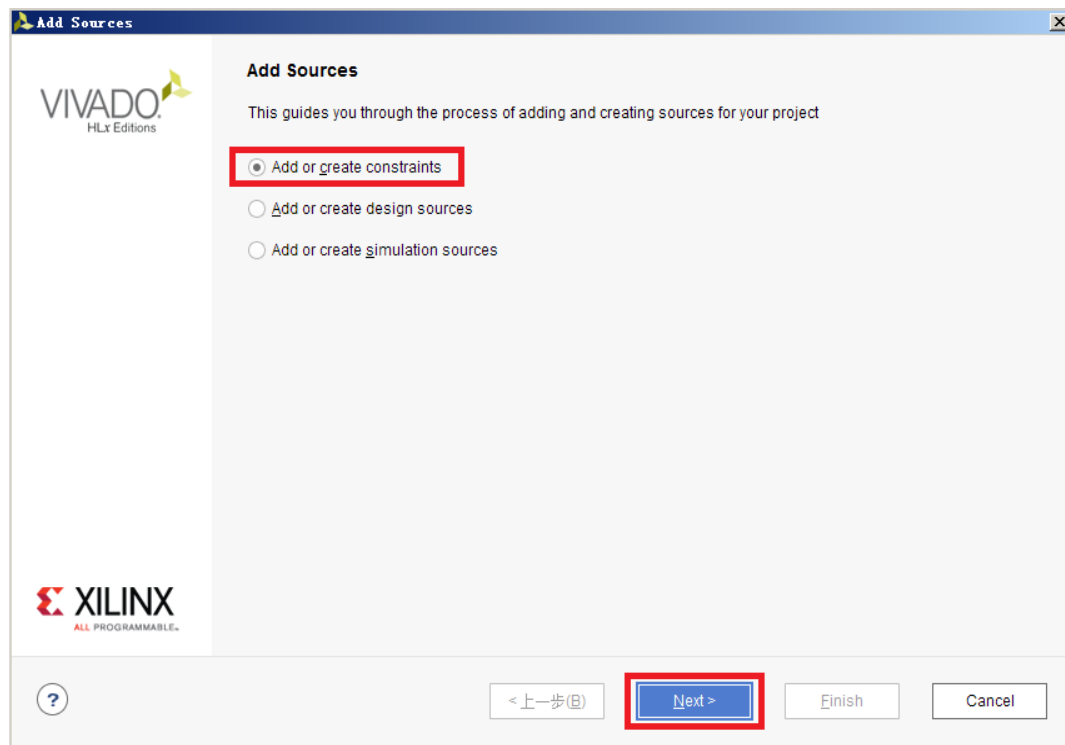 Add Sources
VIVADO.
HLx Editions
Add Sources
This guides you through the process of adding and creating sources for your project
Add or create constraints
Add or create design sources
Add or create simulation sources
XILINX
ALL PROGRAMMABLE™
?
<上一步(B)
Next >
Finish
Cancel